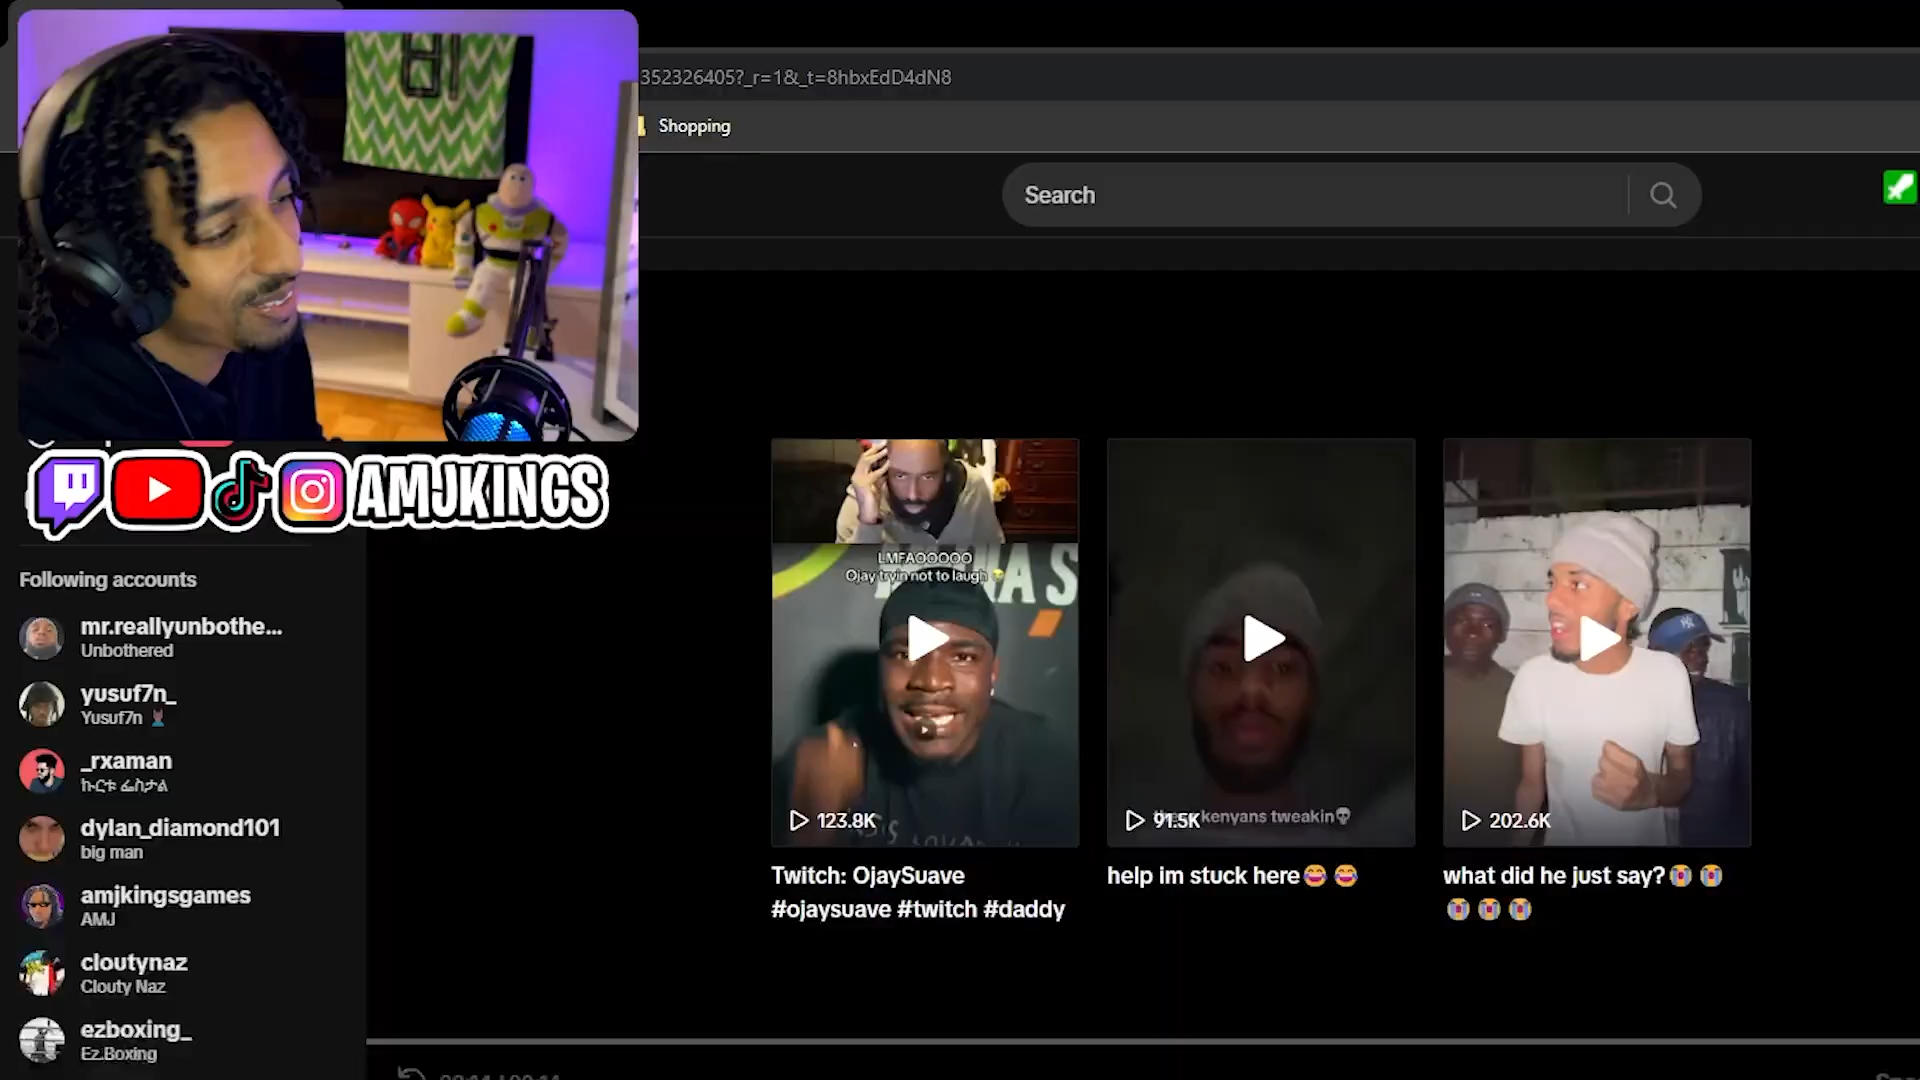 352326405?_r=1&_t=8hbxEdD4dN8
Shopping
Search
AMJKINGS
Following accounts
mr.reallyunbothe...
Unbothered
yusuf7n_
Yusuf7n
_rxaman
ኩርቱ ፌስታል
dylan_diamond101
big man
amjkingsgames
AMJ
cloutynaz
Clouty Naz
ezboxing_
Ez.Boxing
LMFAOOOOO
Ojay tryin not to laugh
123.8K
Twitch: OjaySuave
#ojaysuave #twitch #daddy
kenyans tweakin💀
91.5K
help im stuck here😂 😂
202.6K
what did he just say?😭 😭
😭 😭 😭